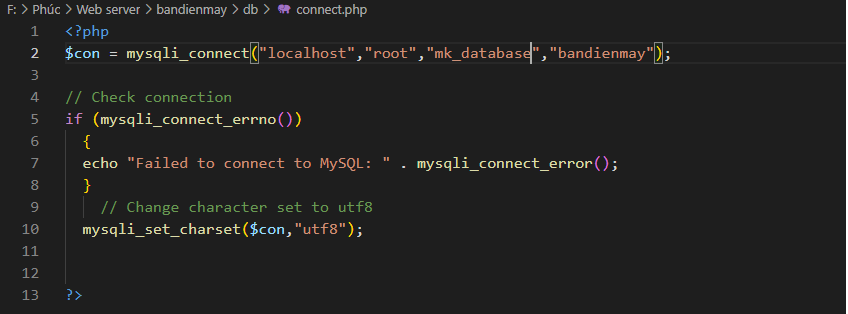 F: > Phúc > Web server > bandienmay > db > connect.php
1 <?php
2 $con = mysqli_connect("localhost","root","mk_database","bandienmay");
3
4 // Check connection
5 if (mysqli_connect_errno())
6 {
7 echo "Failed to connect to MySQL: " . mysqli_connect_error();
8 }
9 // Change character set to utf8
10 mysqli_set_charset($con,"utf8");
11
12
13 ?>